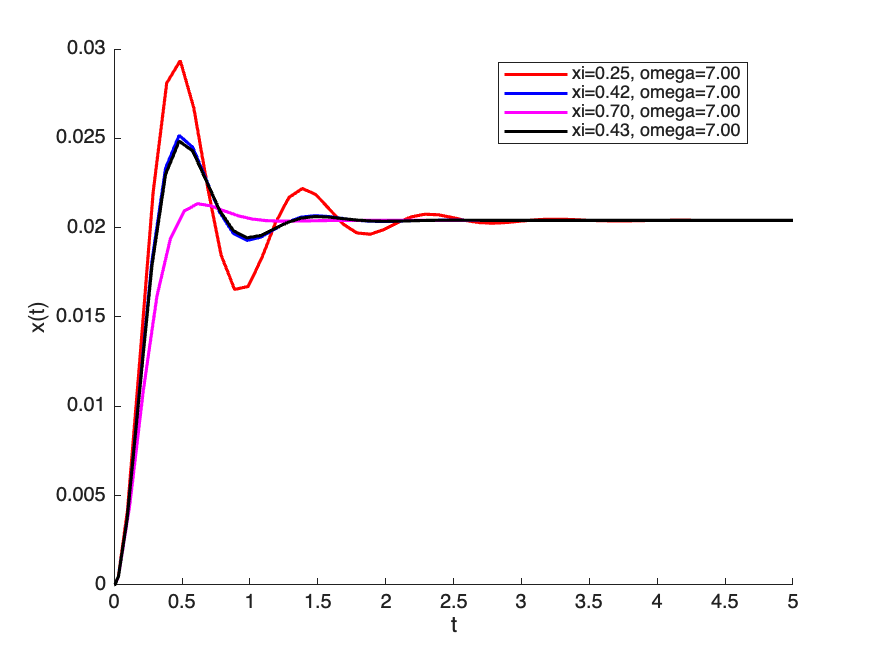 0.03
0.025
0.02
0.015
0.01
0.005
0
x(t)
xi=0.25, omega=7.00
xi=0.42, omega=7.00
xi=0.70, omega=7.00
xi=0.43, omega=7.00
0 0.5 1 1.5 2 2.5 3 3.5 4 4.5 5
t